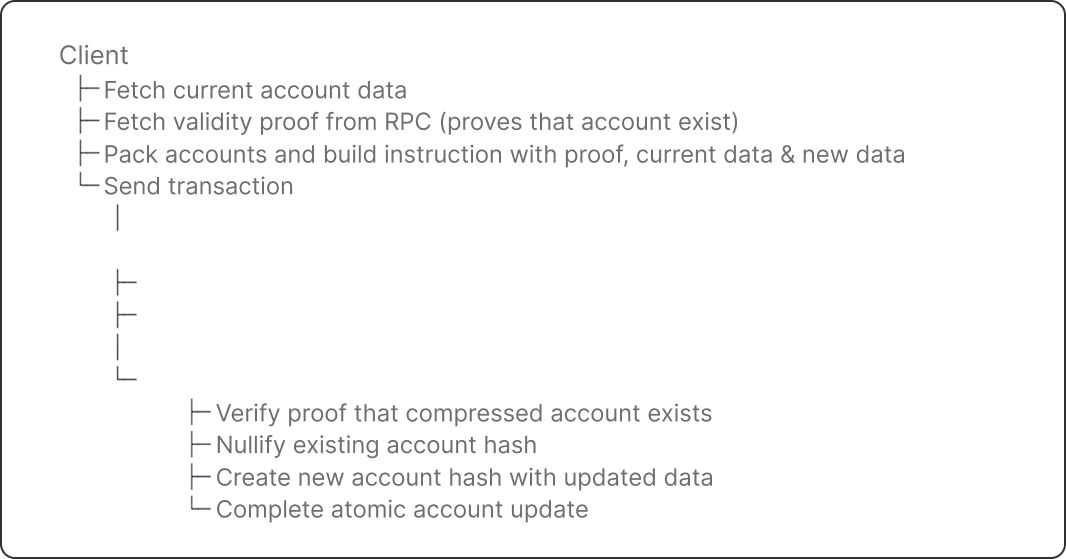 Client
├─ Fetch current account data
├─ Fetch validity proof from RPC (proves that account exist)
├─ Pack accounts and build instruction with proof, current data & new data
└─ Send transaction
│
├─
├─
│
└─
├─ Verify proof that compressed account exists
├─ Nullify existing account hash
├─ Create new account hash with updated data
└─ Complete atomic account update